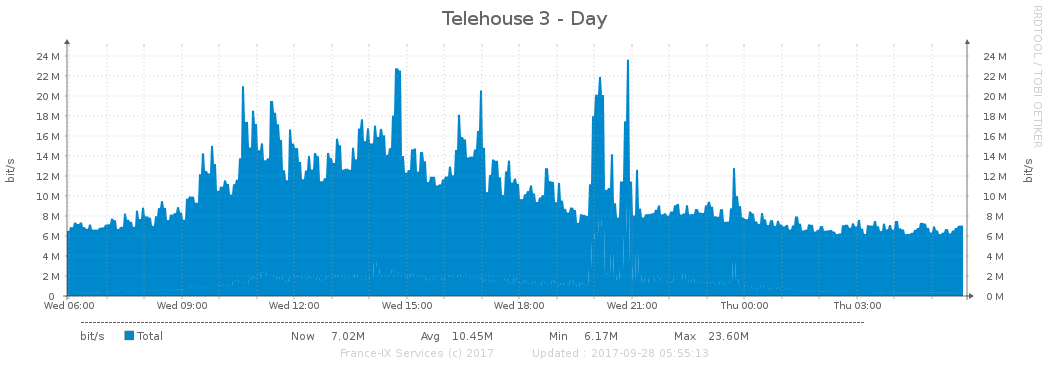 Telehouse 3 - Day
RRDTOOL / TOBI OETIKER
bit/s
24 M 24 M
22 M 22 M
20 M 20 M
18 M 18 M
16 M 16 M
14 M 14 M
12 M 12 M
10 M 10 M
8 M 8 M
6 M 6 M
4 M 4 M
2 M 2 M
0 0 M
bit/s
Wed 06:00 Wed 09:00 Wed 12:00 Wed 15:00 Wed 18:00 Wed 21:00 Thu 00:00 Thu 03:00
bit/s Total Now 7.02M Avg 10.45M Min 6.17M Max 23.60M
France-IX Services (c) 2017 Updated : 2017-09-28 05:55:13